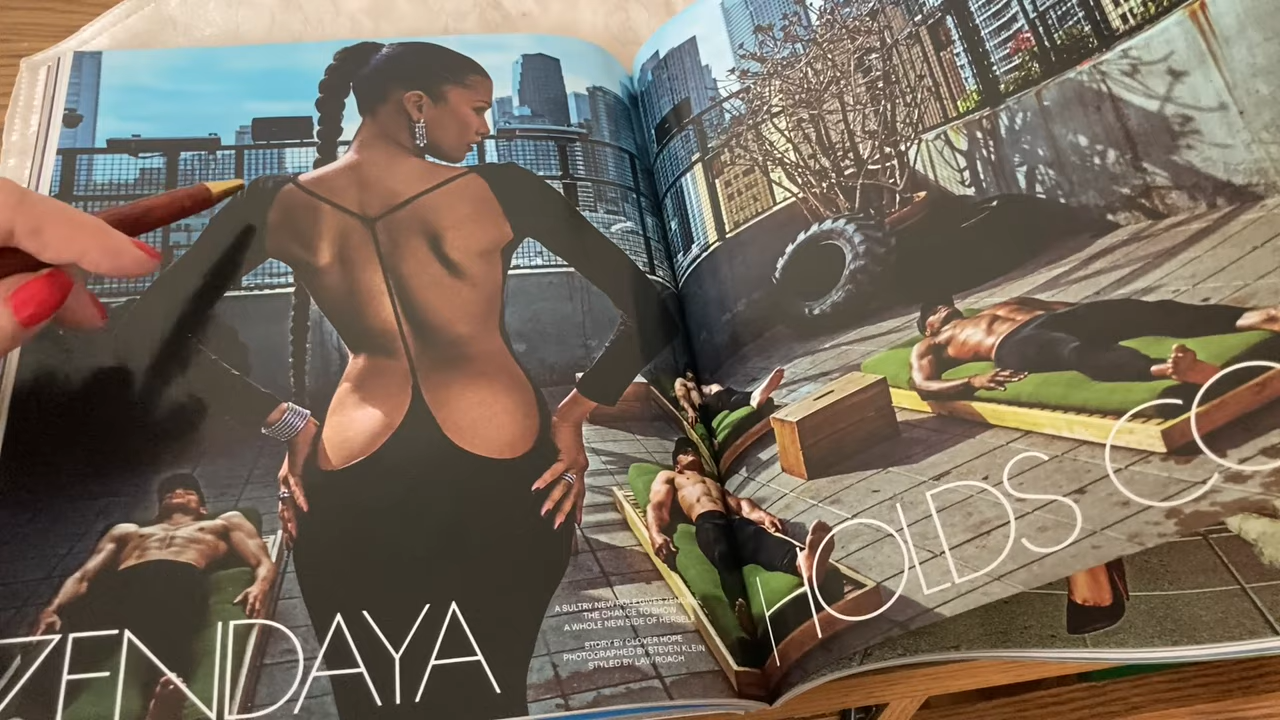 ZENDAYA
HOLDS CO
A SULTRY NEW ROLE GIVES ZENDAYA
THE CHANCE TO SHOW
A WHOLE NEW SIDE OF HERSELF
STORY BY CLOVER HOPE
PHOTOGRAPHED BY STEVEN KLEIN
STYLED BY LAW ROACH